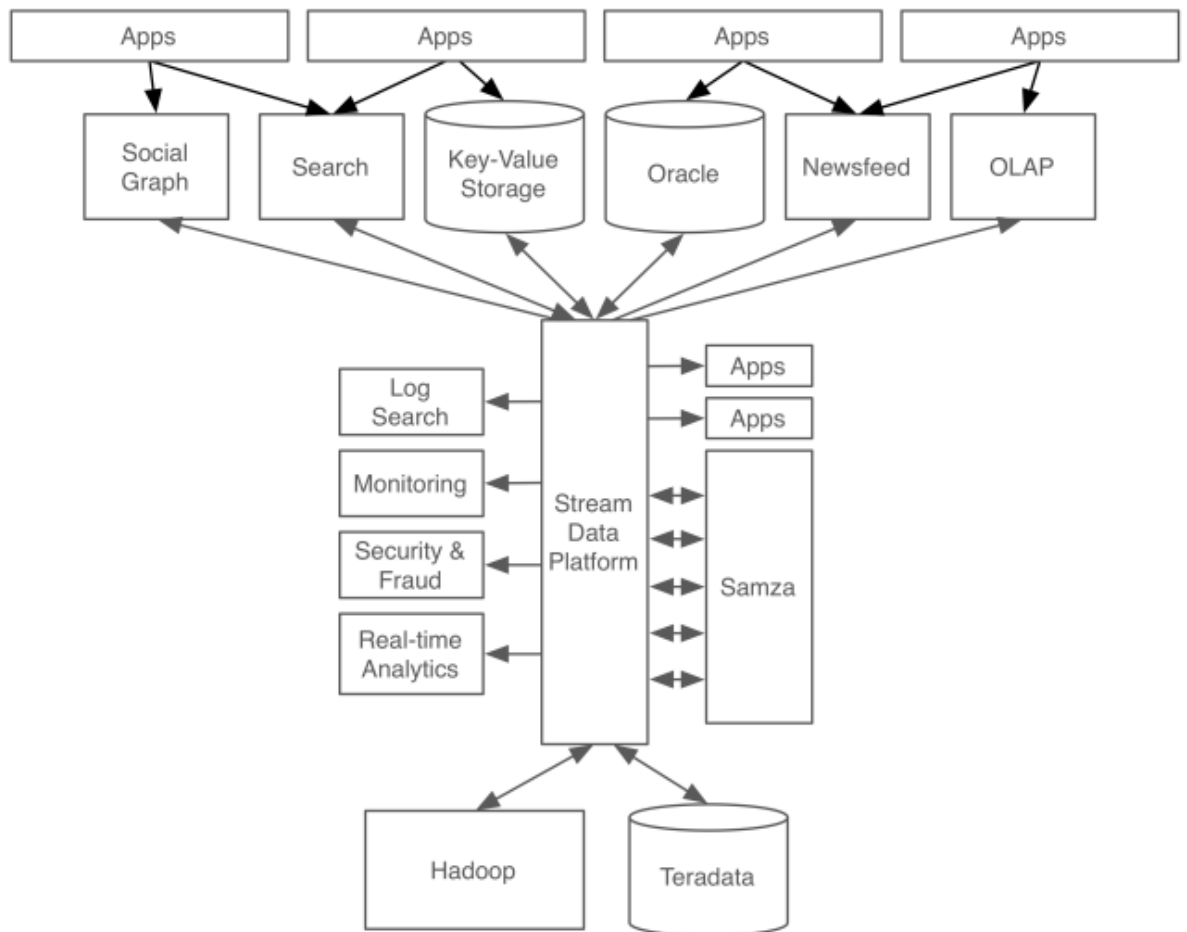 Apps
Apps
Apps
Apps
Social
Graph
Search
Key-Value
Storage
Oracle
Newsfeed
OLAP
Log
Search
Monitoring
Security &
Fraud
Real-time
Analytics
Stream
Data
Platform
Apps
Apps
Samza
Hadoop
Teradata